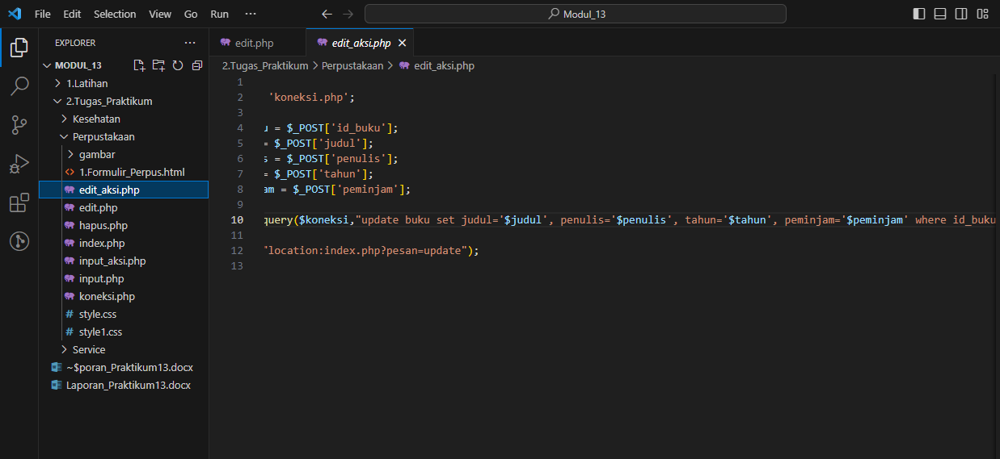 File Edit Selection View Go Run ···
Modul_13
EXPLORER ···
MODUL_13
1.Latihan
2.Tugas_Praktikum
Kesehatan
Perpustakaan
gambar
<> 1.Formulir_Perpus.html
edit_aksi.php
edit.php
hapus.php
index.php
input_aksi.php
input.php
koneksi.php
# style.css
# style1.css
Service
~$poran_Praktikum13.docx
Laporan_Praktikum13.docx
edit.php
edit_aksi.php
2.Tugas_Praktikum > Perpustakaan > edit_aksi.php
1
2 'koneksi.php';
3
4 u = $_POST['id_buku'];
5 = $_POST['judul'];
6 s = $_POST['penulis'];
7 = $_POST['tahun'];
8 am = $_POST['peminjam'];
9
10 query($koneksi,"update buku set judul='$judul', penulis='$penulis', tahun='$tahun', peminjam='$peminjam' where id_buku
11
12 "location:index.php?pesan=update");
13